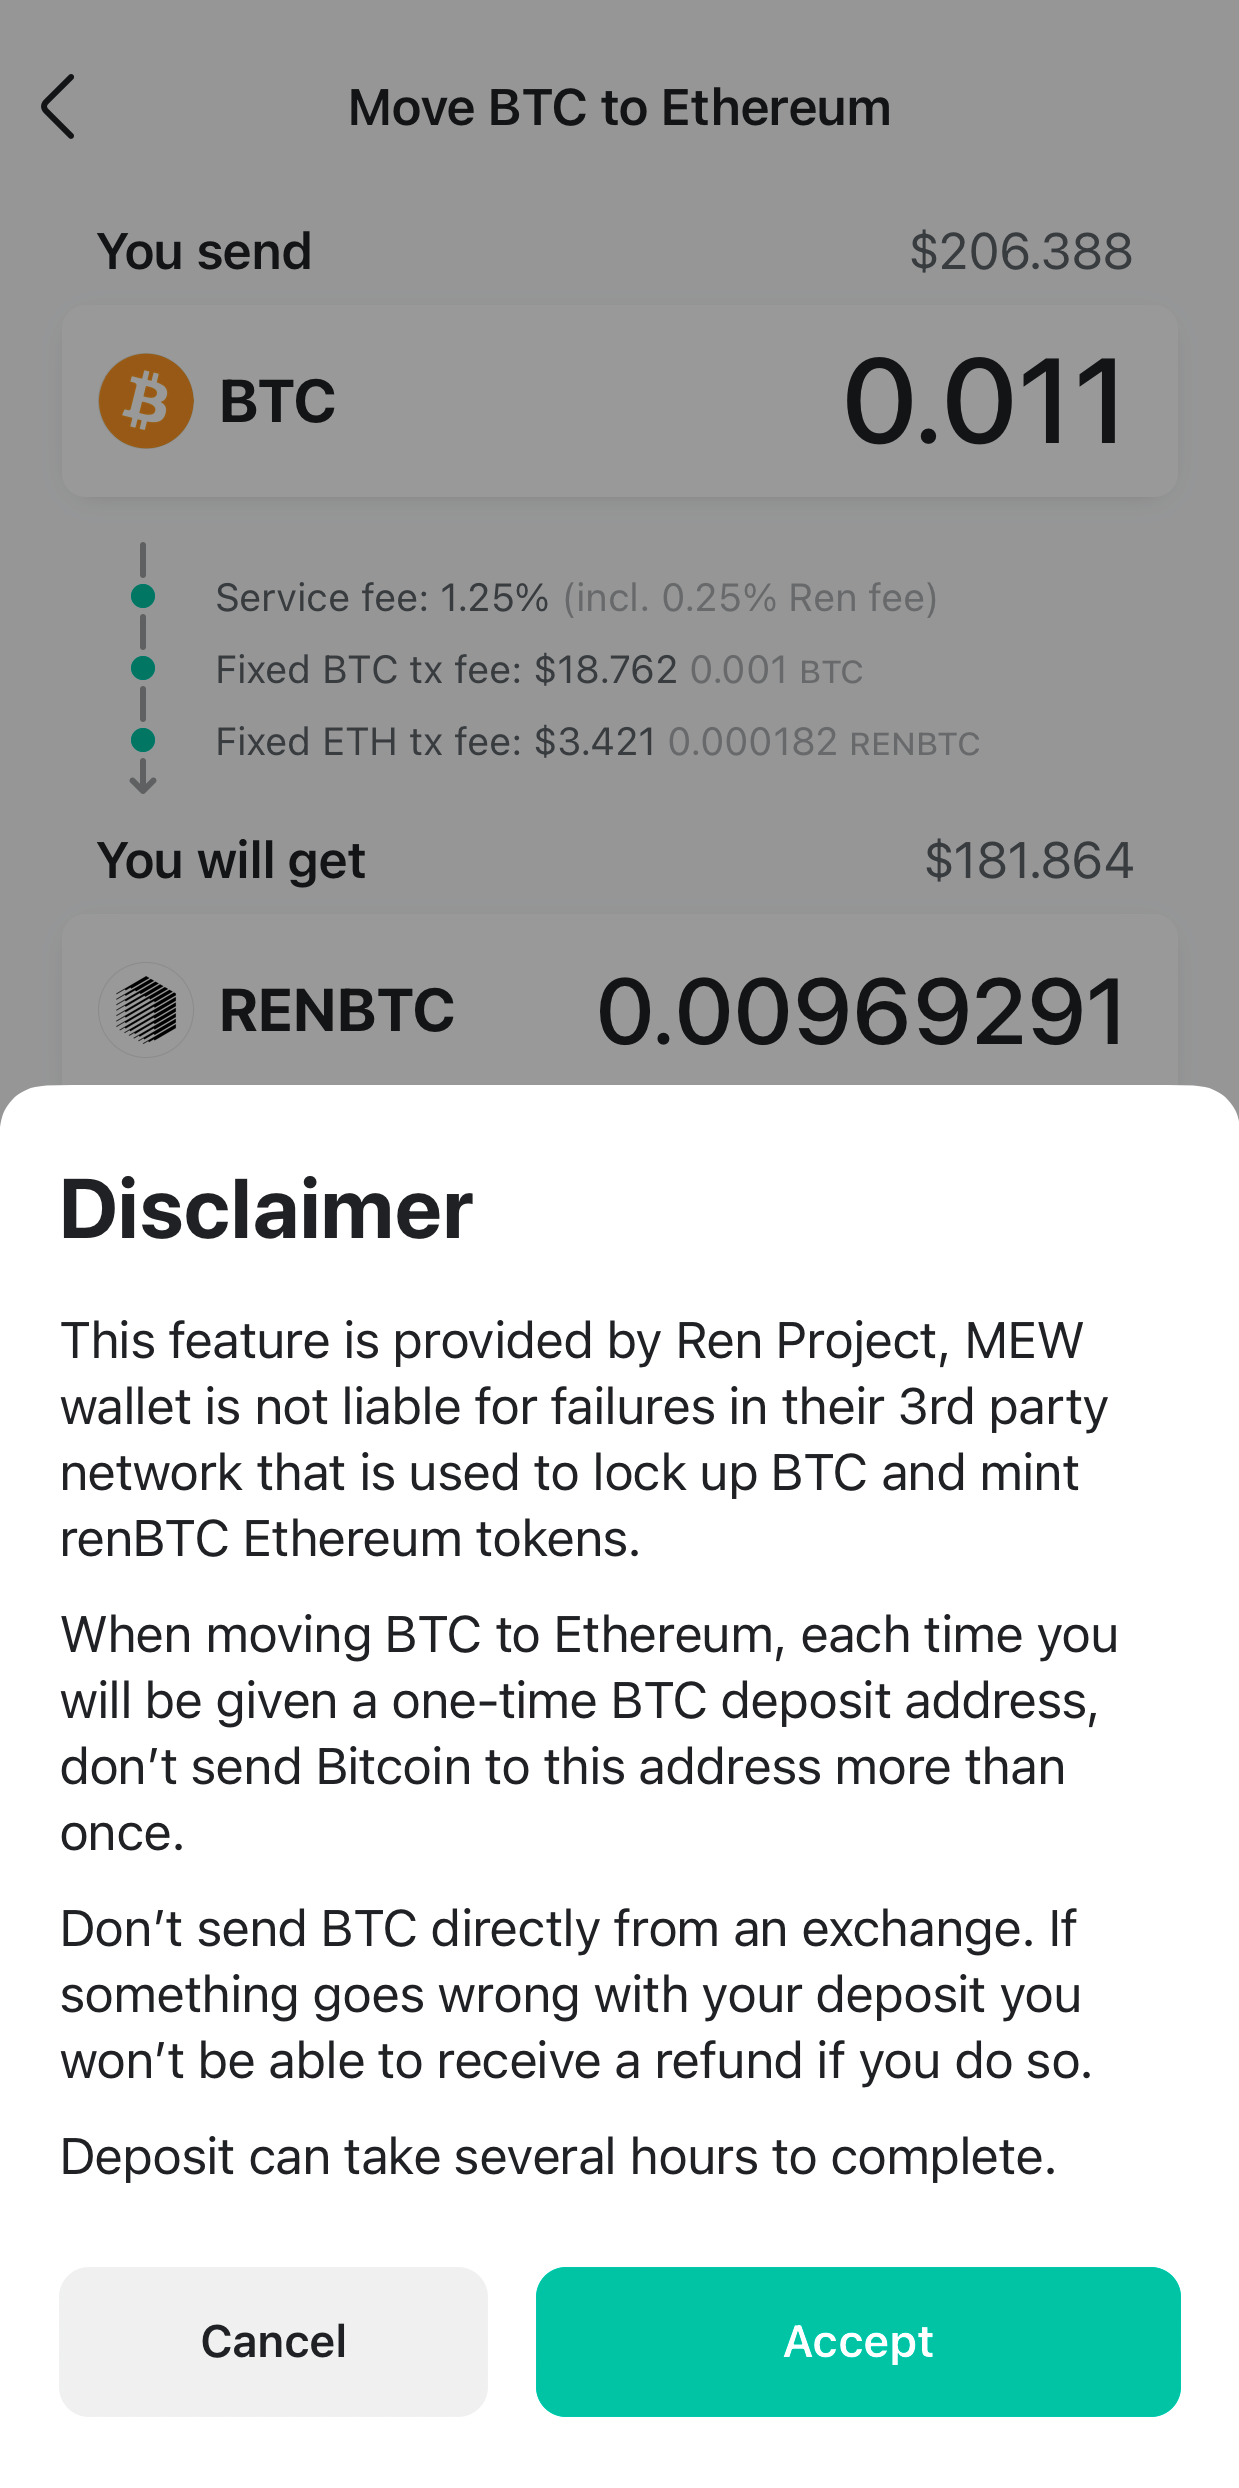 Move BTC to Ethereum
You send $206.388
BTC 0.011
Service fee: 1.25% (incl. 0.25% Ren fee)
Fixed BTC tx fee: $18.762 0.001 BTC
Fixed ETH tx fee: $3.421 0.000182 RENBTC
You will get $181.864
RENBTC 0.00969291
Disclaimer
This feature is provided by Ren Project, MEW
wallet is not liable for failures in their 3rd party
network that is used to lock up BTC and mint
renBTC Ethereum tokens.
When moving BTC to Ethereum, each time you
will be given a one-time BTC deposit address,
don’t send Bitcoin to this address more than
once.
Don’t send BTC directly from an exchange. If
something goes wrong with your deposit you
won’t be able to receive a refund if you do so.
Deposit can take several hours to complete.
Cancel Accept